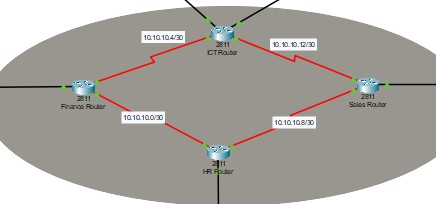 10.10.10.4/30
2811
ICT Router
10.10.10.12/30
2811
Finance Router
2811
Sales Router
10.10.10.0/30
10.10.10.8/30
2811
HR Router